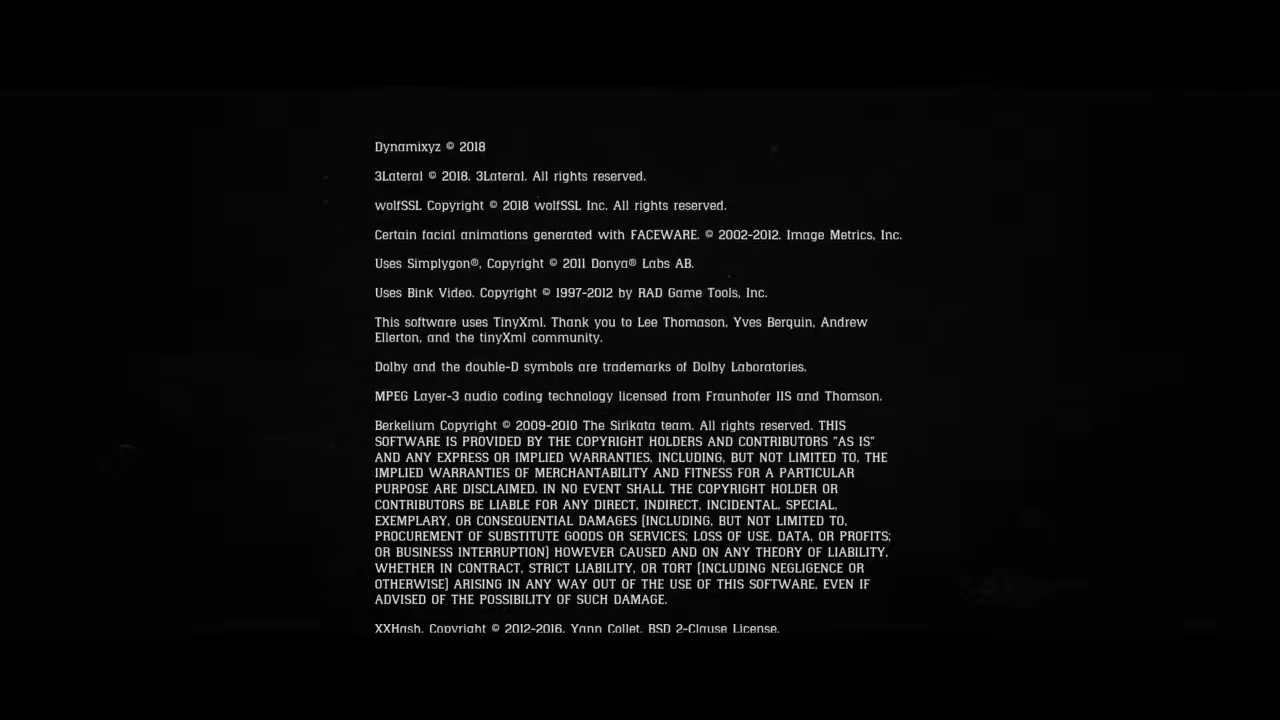 Dynamixyz © 2018
3Lateral © 2018. 3Lateral. All rights reserved.
wolfSSL Copyright © 2018 wolfSSL Inc. All rights reserved.
Certain facial animations generated with FACEWARE. © 2002-2012. Image Metrics, Inc.
Uses Simplygon®, Copyright © 2011 Donya® Labs AB.
Uses Bink Video. Copyright © 1997-2012 by RAD Game Tools, Inc.
This software uses TinyXml. Thank you to Lee Thomason, Yves Berquin, Andrew
Ellerton, and the tinyXml community.
Dolby and the double-D symbols are trademarks of Dolby Laboratories.
MPEG Layer-3 audio coding technology licensed from Fraunhofer IIS and Thomson.
Berkelium Copyright © 2009-2010 The Sirikata team. All rights reserved. THIS
SOFTWARE IS PROVIDED BY THE COPYRIGHT HOLDERS AND CONTRIBUTORS "AS IS"
AND ANY EXPRESS OR IMPLIED WARRANTIES, INCLUDING, BUT NOT LIMITED TO, THE
IMPLIED WARRANTIES OF MERCHANTABILITY AND FITNESS FOR A PARTICULAR
PURPOSE ARE DISCLAIMED. IN NO EVENT SHALL THE COPYRIGHT HOLDER OR
CONTRIBUTORS BE LIABLE FOR ANY DIRECT, INDIRECT, INCIDENTAL, SPECIAL,
EXEMPLARY, OR CONSEQUENTIAL DAMAGES [INCLUDING, BUT NOT LIMITED TO,
PROCUREMENT OF SUBSTITUTE GOODS OR SERVICES; LOSS OF USE, DATA, OR PROFITS;
OR BUSINESS INTERRUPTION] HOWEVER CAUSED AND ON ANY THEORY OF LIABILITY,
WHETHER IN CONTRACT, STRICT LIABILITY, OR TORT [INCLUDING NEGLIGENCE OR
OTHERWISE] ARISING IN ANY WAY OUT OF THE USE OF THIS SOFTWARE, EVEN IF
ADVISED OF THE POSSIBILITY OF SUCH DAMAGE.
XXHash. Copyright © 2012-2016. Yann Collet. BSD 2-Clause License.